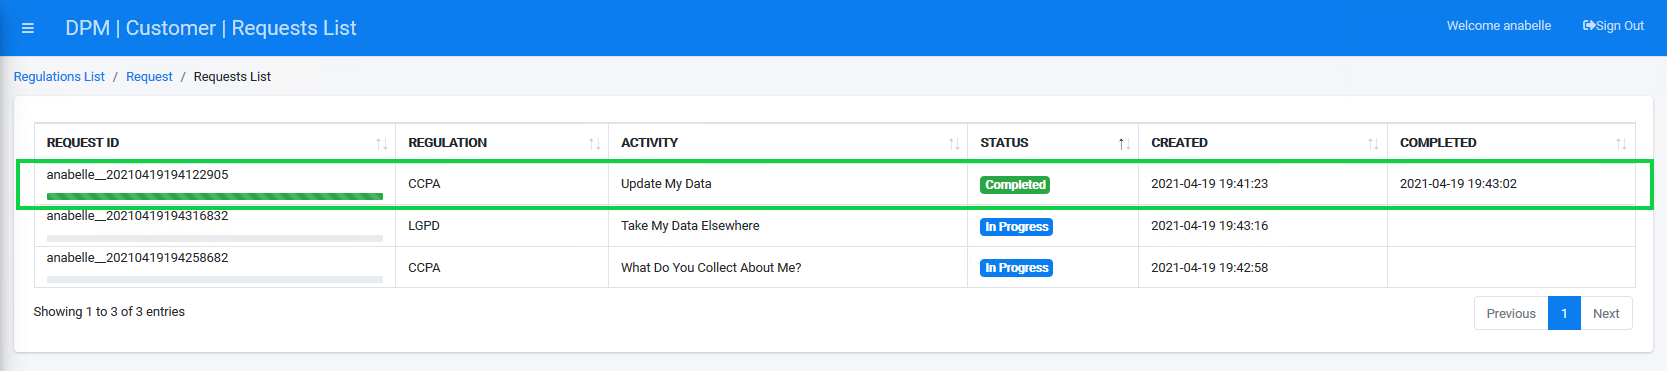 DPM | Customer | Requests List
Welcome anabelle
Sign Out
Regulations List / Request / Requests List
REQUEST ID REGULATION ACTIVITY STATUS CREATED COMPLETED
anabelle__20210419194122905 CCPA Update My Data Completed 2021-04-19 19:41:23 2021-04-19 19:43:02
anabelle__20210419194316832 LGPD Take My Data Elsewhere In Progress 2021-04-19 19:43:16
anabelle__20210419194258682 CCPA What Do You Collect About Me? In Progress 2021-04-19 19:42:58
Showing 1 to 3 of 3 entries
Previous 1 Next